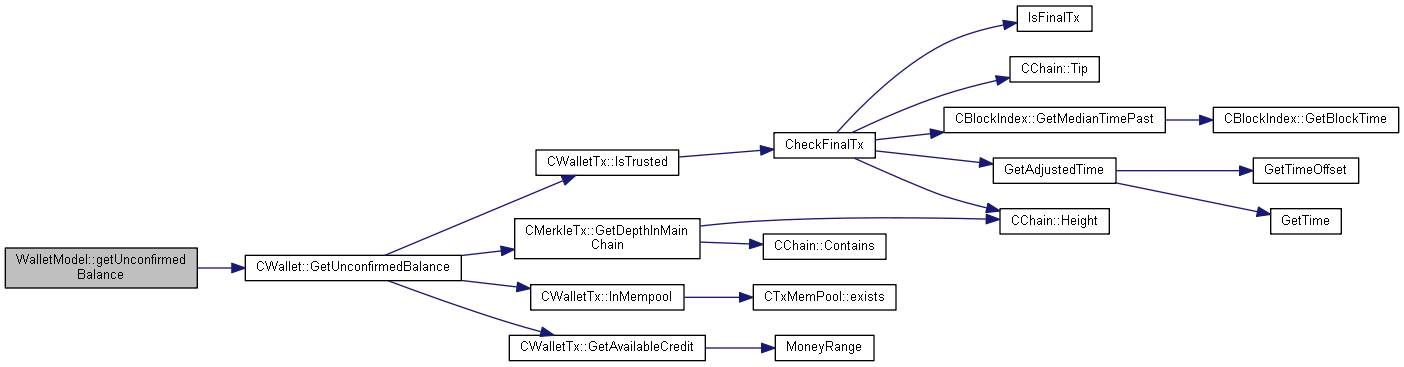 WalletModel::getUnconfirmed
Balance
CWallet::GetUnconfirmedBalance
CWalletTx::IsTrusted
CMerkleTx::GetDepthInMain
Chain
CWalletTx::InMempool
CWalletTx::GetAvailableCredit
CheckFinalTx
CChain::Contains
CTxMemPool::exists
MoneyRange
IsFinalTx
CChain::Tip
CBlockIndex::GetMedianTimePast
GetAdjustedTime
CChain::Height
CBlockIndex::GetBlockTime
GetTimeOffset
GetTime